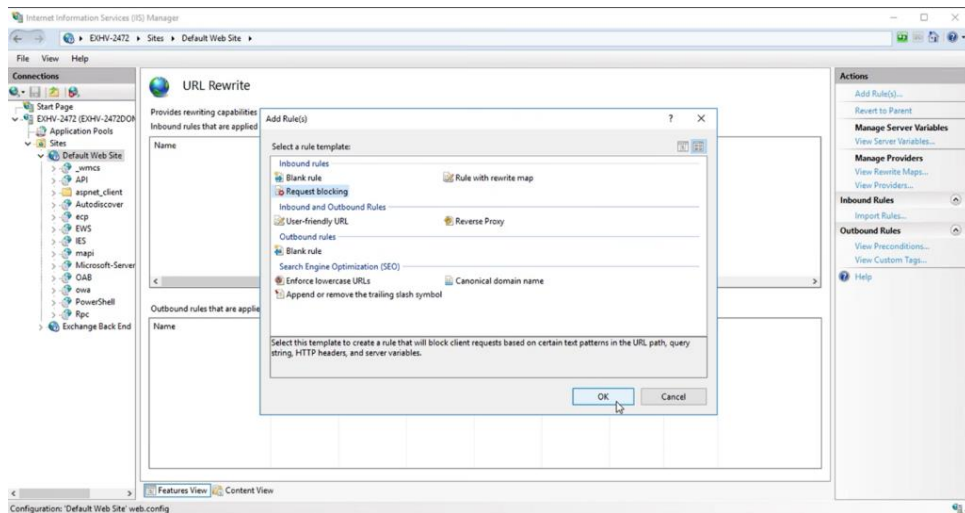 Internet Information Services (IIS) Manager
EXHV-2472 Sites Default Web Site
File View Help
Connections
Start Page
EXHV-2472 (EXHV-2472DON
Application Pools
Sites
Default Web Site
_wmcs
API
aspnet_client
Autodiscover
ecp
EWS
IES
mapi
Microsoft-Server
OAB
owa
PowerShell
Rpc
Exchange Back End
URL Rewrite
Provides rewriting capabilities
Inbound rules that are applied
Name
Outbound rules that are applie
Name
Add Rule(s)
? X
Select a rule template:
Inbound rules
Blank rule Rule with rewrite map
Request blocking
Inbound and Outbound Rules
User-friendly URL Reverse Proxy
Outbound rules
Blank rule
Search Engine Optimization (SEO)
Enforce lowercase URLs Canonical domain name
Append or remove the trailing slash symbol
Select this template to create a rule that will block client requests based on certain text patterns in the URL path, query
string, HTTP headers, and server variables.
OK Cancel
Features View Content View
Actions
Add Rule(s)...
Revert to Parent
Manage Server Variables
View Server Variables...
Manage Providers
View Rewrite Maps...
View Providers...
Inbound Rules
Import Rules...
Outbound Rules
View Preconditions...
View Custom Tags...
Help
Configuration: 'Default Web Site' web.config